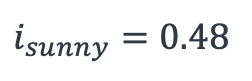 i_sunny = 0.48